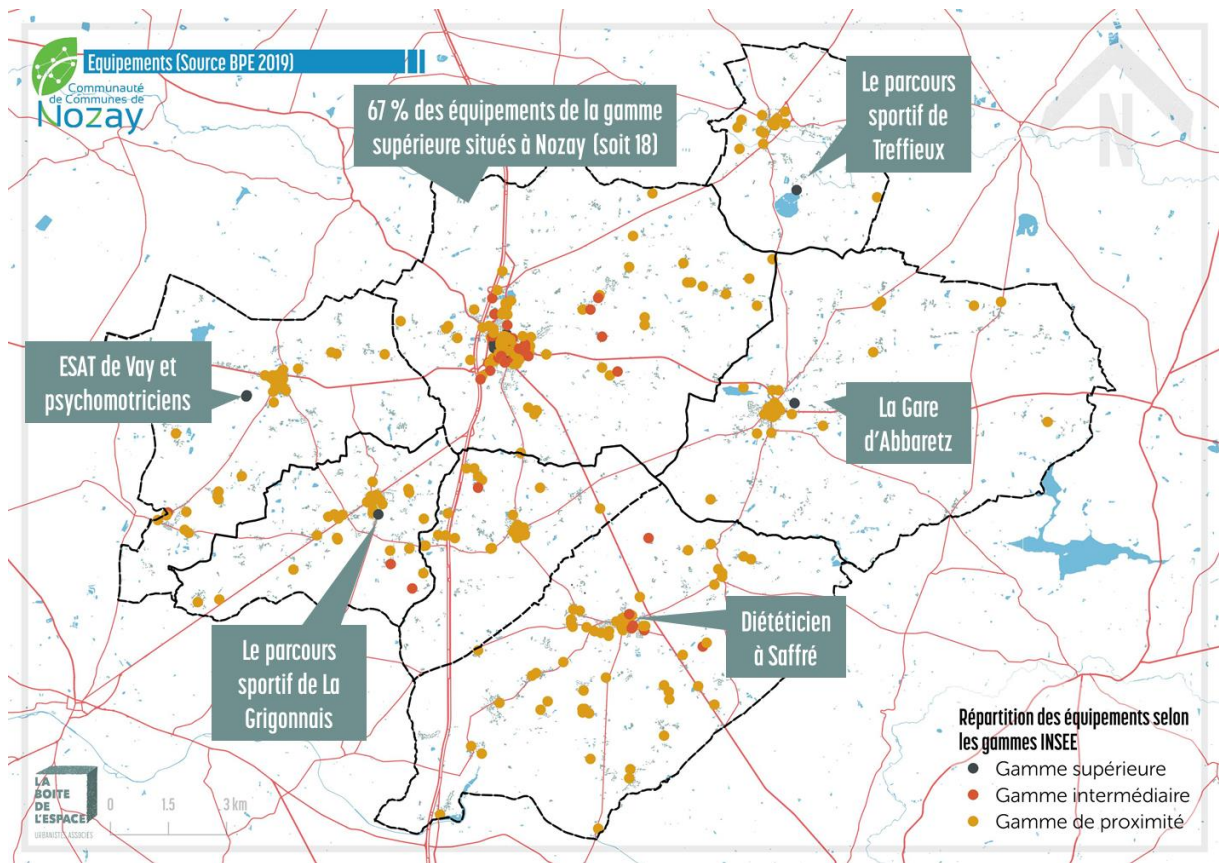 Equipements (Source BPE 2019)
Communauté
de Communes de
Nozay
67 % des équipements de la gamme
supérieure situés à Nozay (soit 18)
Le parcours
sportif de
Treffieux
N
ESAT de Vay et
psychomotriciens
La Gare
d'Abbaretz
Le parcours
sportif de La
Grigonnais
Diététicien
à Saffré
Répartition des équipements selon
les gammes INSEE
Gamme supérieure
Gamme intermédiaire
Gamme de proximité
LA
BOITE
DE
L'ESPACE
URBANISTES ASSOCIÉS
0 1.5 3 km